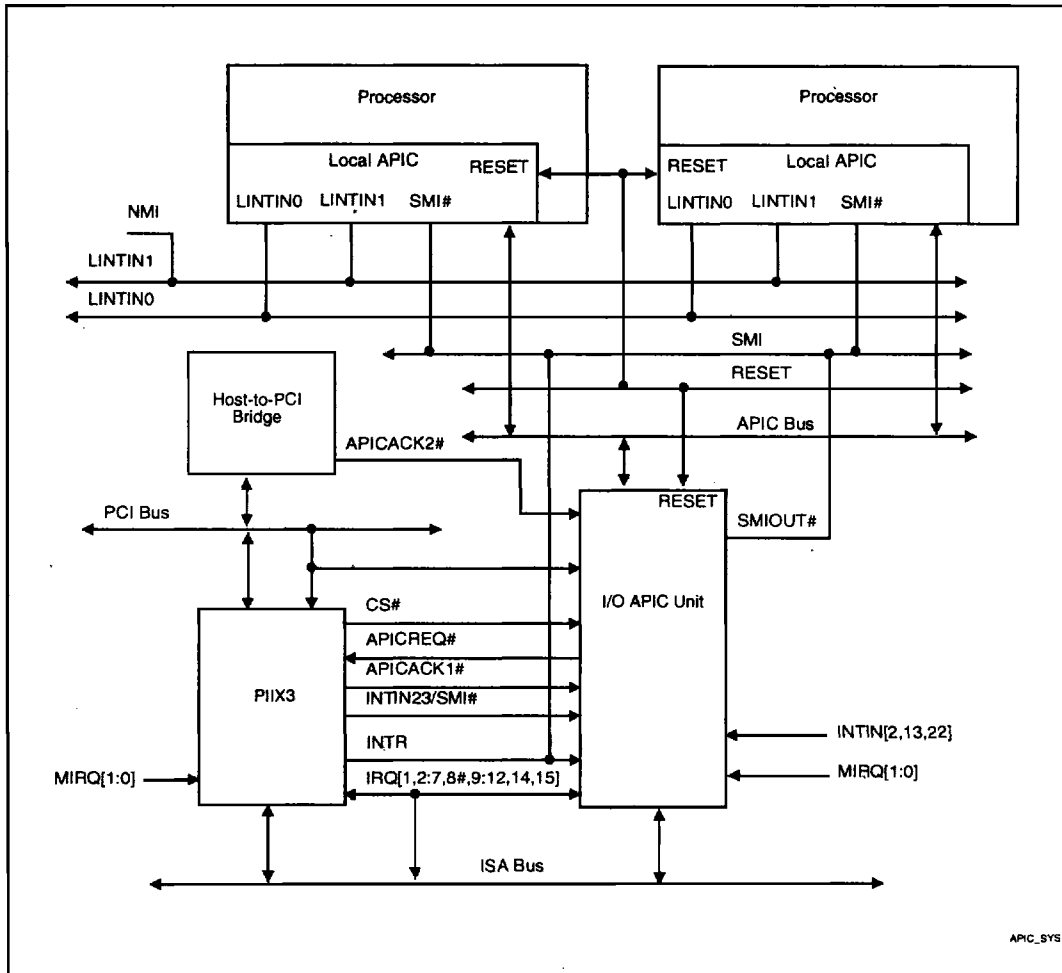 Processor
Processor
Local APIC
RESET
LINTIN0 LINTIN1 SMI#
RESET
Local APIC
LINTIN0 LINTIN1 SMI#
NMI
LINTIN1
LINTIN0
SMI
RESET
APIC Bus
Host-to-PCI
Bridge
APICACK2#
PCI Bus
RESET
SMIOUT#
I/O APIC Unit
CS#
APICREQ#
APICACK1#
INTIN23/SMI#
PIIX3
INTR
INTIN[2,13,22]
MIRQ[1:0]
IRQ[1,2:7,8#,9:12,14,15]
MIRQ[1:0]
ISA Bus
APIC_SYS